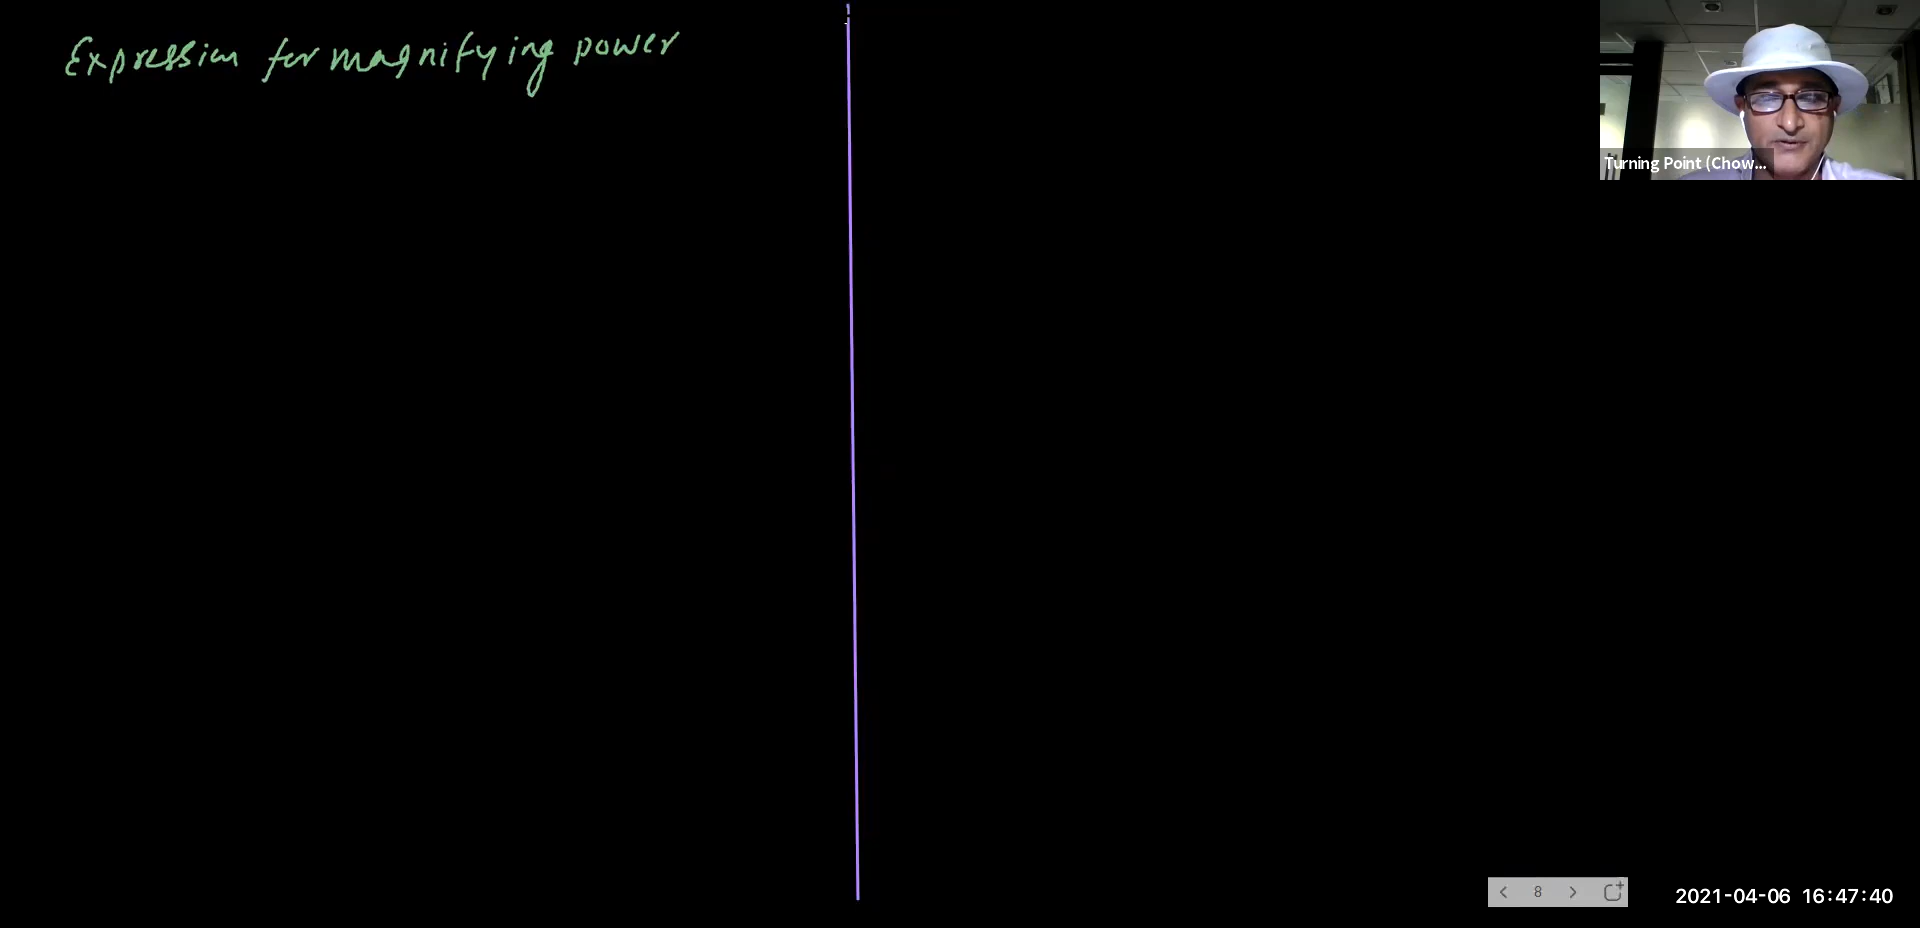 Expression for magnifying power
Turning Point (Chow...
8
2021-04-06 16:47:40